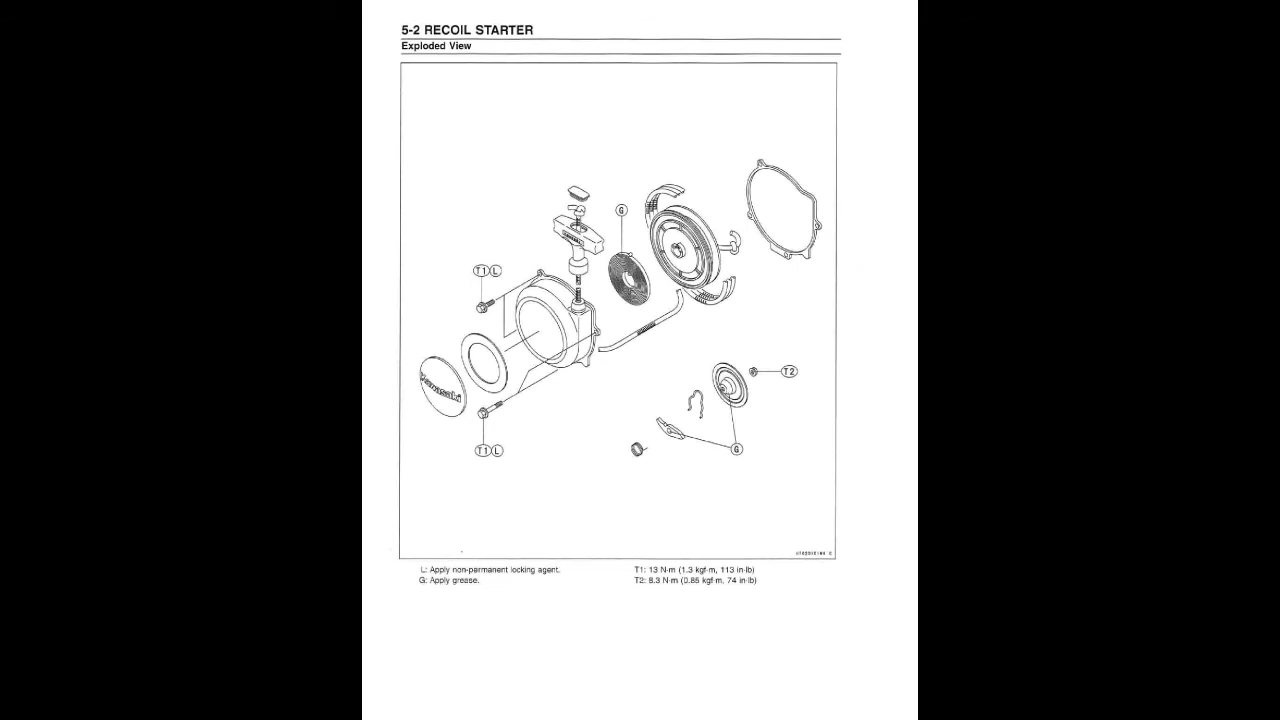 5-2 RECOIL STARTER
Exploded View
G
T1 L
Kawasaki
T2
T1 L
G
L: Apply non-permanent locking agent.
G: Apply grease.
T1: 13 N·m (1.3 kgf·m, 113 in·lb)
T2: 8.3 N·m (0.85 kgf·m, 74 in·lb)